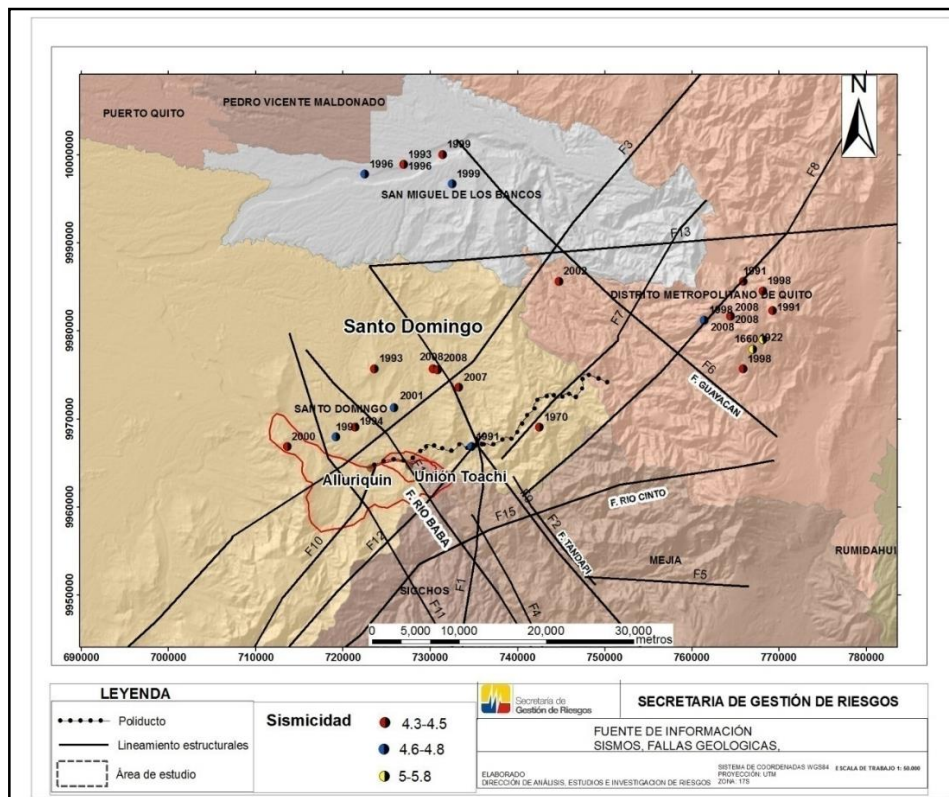 PUERTO QUITO
PEDRO VICENTE MALDONADO
N
F3
F8
1999
1993
1996
1996
1999
SAN MIGUEL DE LOS BANCOS
F13
2002
1991
1998
DISTRITO METROPOLITANO DE QUITO
1998
2008
1991
2008
2008
F7
1660
1922
1998
Santo Domingo
1993
2008
2008
2007
F6
F. GUAYACAN
2001
SANTO DOMINGO
1994
2000
1970
1991
Alluriquin
Unión Toachi
F. RIO BABA
F. RIO CINTO
F15
F2
F. TANDAPI
F10
F12
MEJIA
RUMIÑAHUI
F5
SIGCHOS
F1
F4
F11
10000000
9990000
9980000
9970000
9960000
9950000
0 5,000 10,000 20,000 30,000
metros
690000 700000 710000 720000 730000 740000 750000 760000 770000 780000
LEYENDA
Poliducto
Lineamiento estructurales
Área de estudio
Sismicidad
4.3-4.5
4.6-4.8
5-5.8
Secretaría de
Gestión de Riesgos
SECRETARIA DE GESTIÓN DE RIESGOS
FUENTE DE INFORMACIÓN
SISMOS, FALLAS GEOLOGICAS,
ELABORADO
DIRECCIÓN DE ANÁLISIS, ESTUDIOS E INVESTIGACION DE RIESGOS
SISTEMA DE COORDENADAS WGS84
PROYECCIÓN: UTM
ZONA: 17S
ESCALA DE TRABAJO 1: 50.000